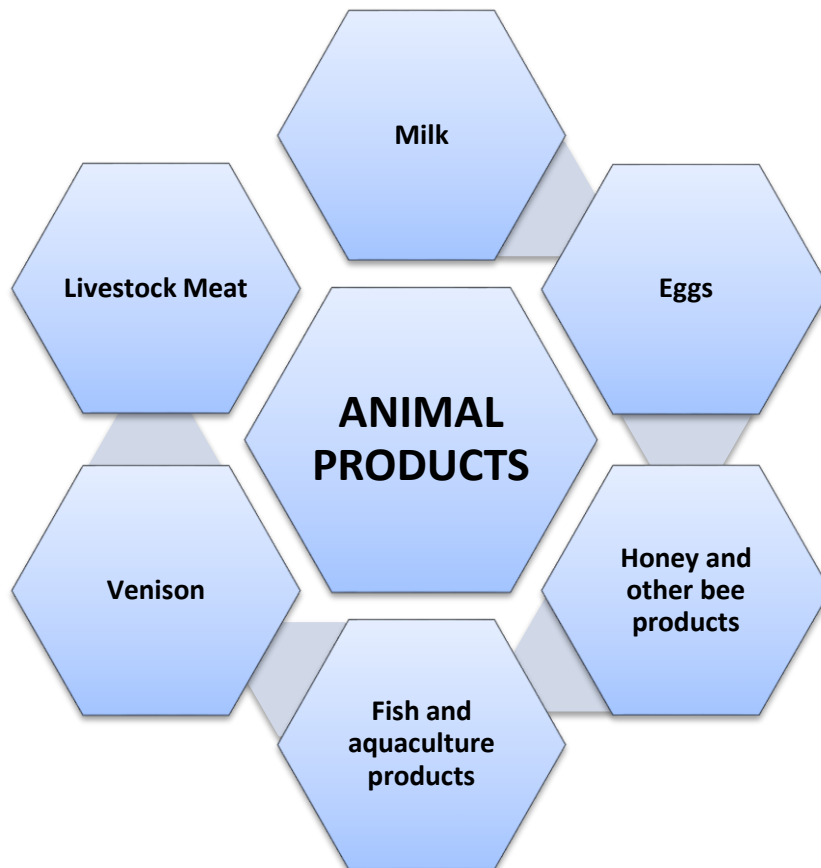 Milk
Livestock Meat
Eggs
ANIMAL
PRODUCTS
Venison
Honey and
other bee
products
Fish and
aquaculture
products